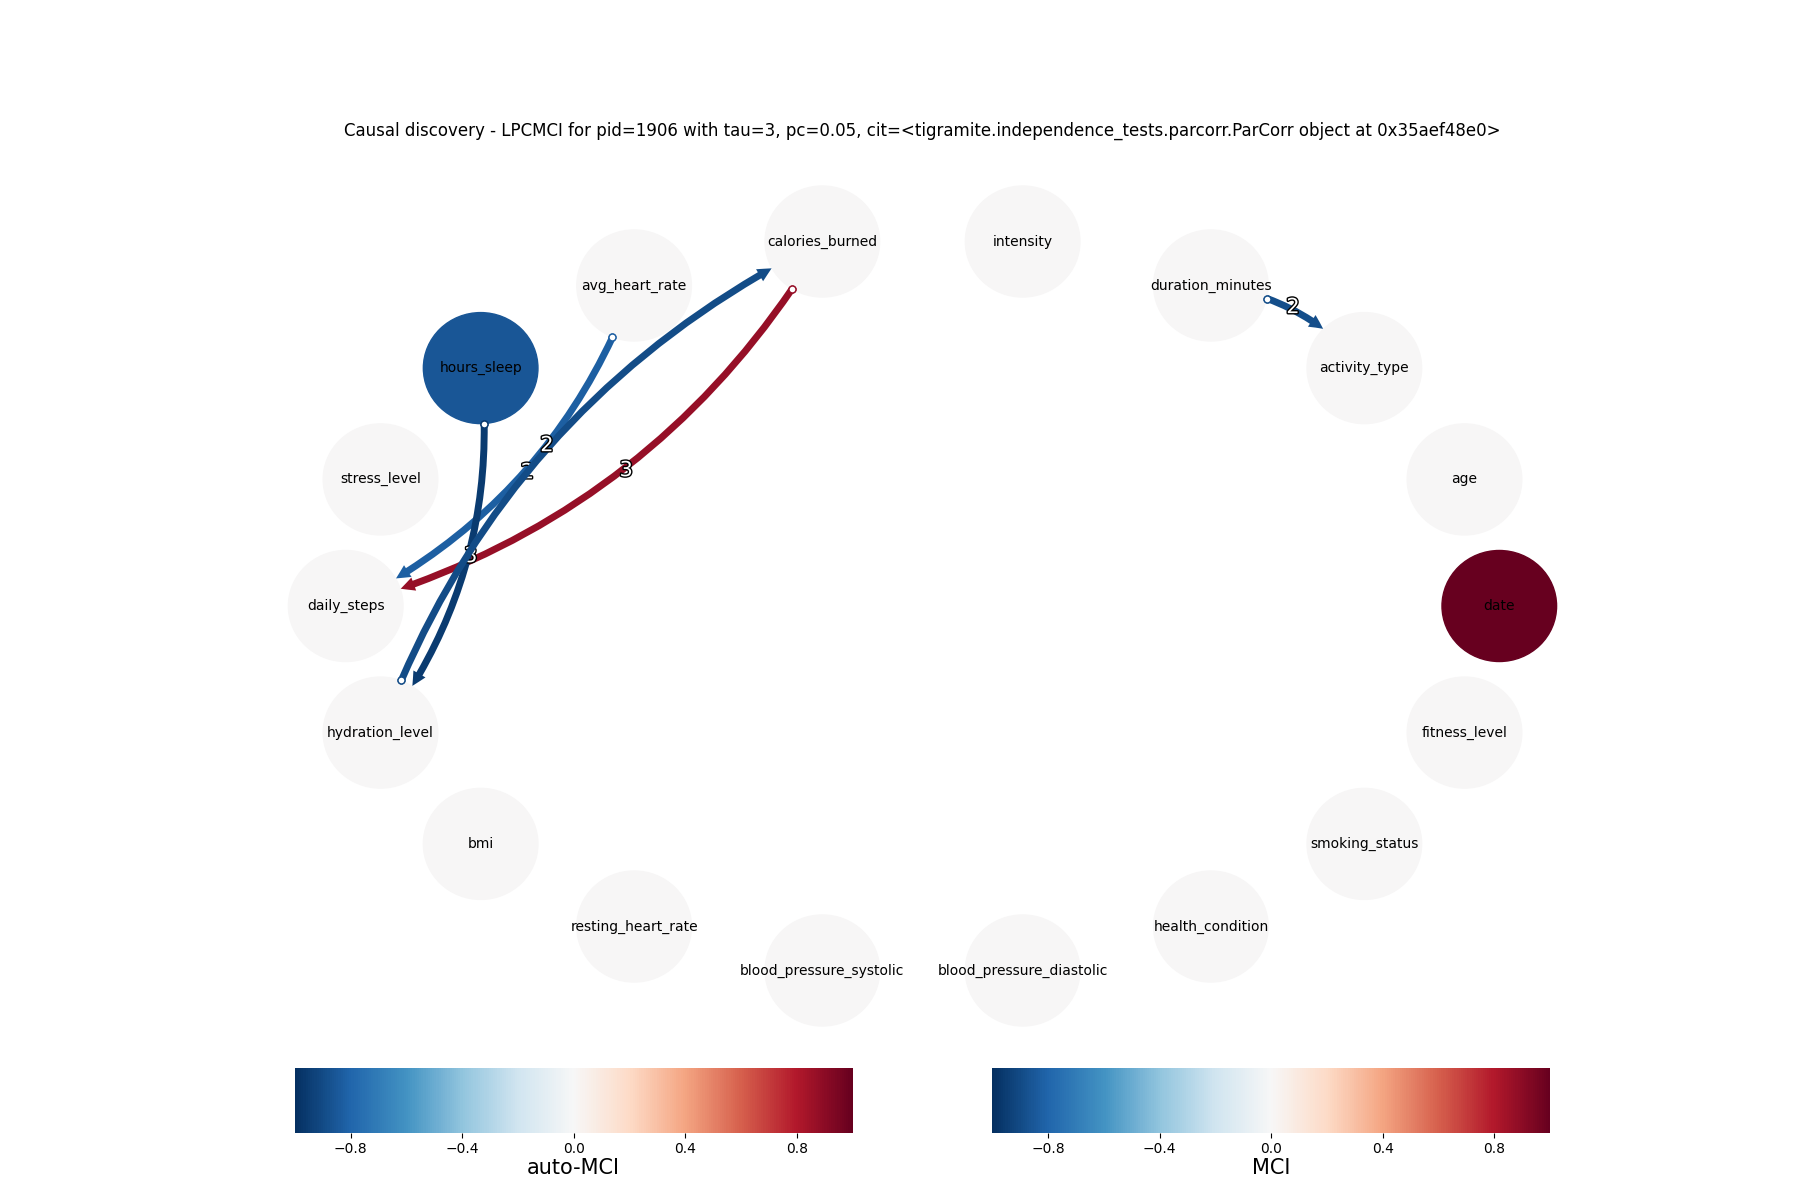 Causal discovery - LPCMCI for pid=1906 with tau=3, pc=0.05, cit=<tigramite.independence_tests.parcorr.ParCorr object at 0x35aef48e0>
calories_burned
intensity
avg_heart_rate
duration_minutes
2
hours_sleep
activity_type
2
3
stress_level
age
3
daily_steps
date
hydration_level
fitness_level
bmi
smoking_status
resting_heart_rate
health_condition
blood_pressure_systolic
blood_pressure_diastolic
−0.8 −0.4 0.0 0.4 0.8
auto-MCI
−0.8 −0.4 0.0 0.4 0.8
MCI